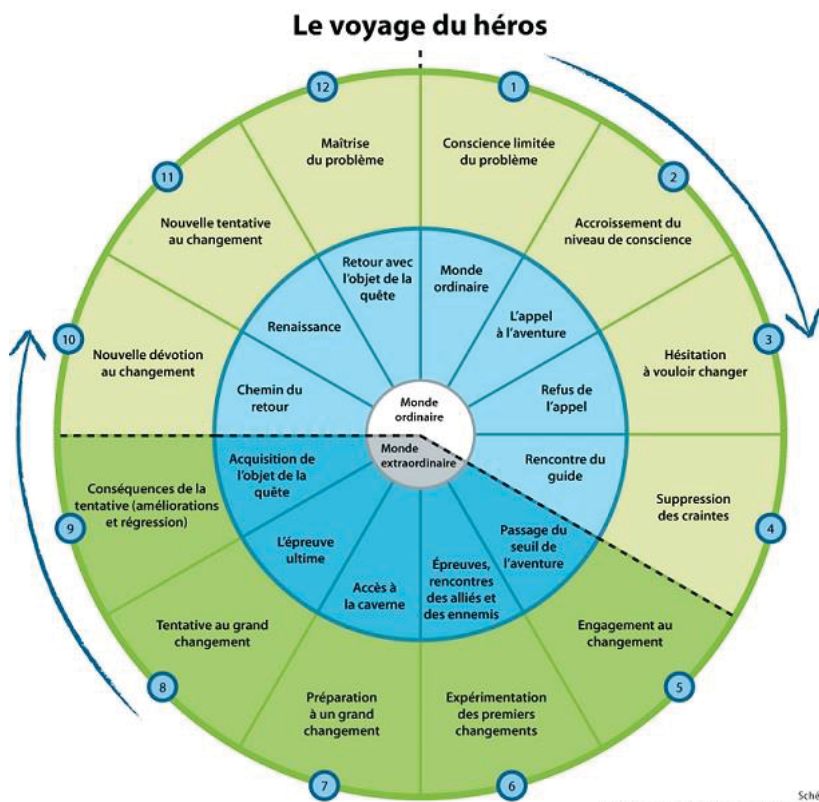 Le voyage du héros
1
Conscience limitée
du problème
2
Accroissement du
niveau de conscience
3
Hésitation
à vouloir changer
4
Suppression
des craintes
5
Engagement au
changement
6
Expérimentation
des premiers
changements
7
Préparation
à un grand
changement
8
Tentative au grand
changement
9
Conséquences de la
tentative (améliorations
et régression)
10
Nouvelle dévotion
au changement
11
Nouvelle tentative
au changement
12
Maîtrise
du problème
Monde
ordinaire
L'appel
à l'aventure
Refus de
l'appel
Rencontre du
guide
Passage du
seuil de
l'aventure
Épreuves,
rencontres
des alliés et
des ennemis
Accès à
la caverne
L'épreuve
ultime
Acquisition de
l'objet de la
quête
Chemin du
retour
Renaissance
Retour avec
l'objet de la
quête
Monde
ordinaire
Monde
extraordinaire
Sché